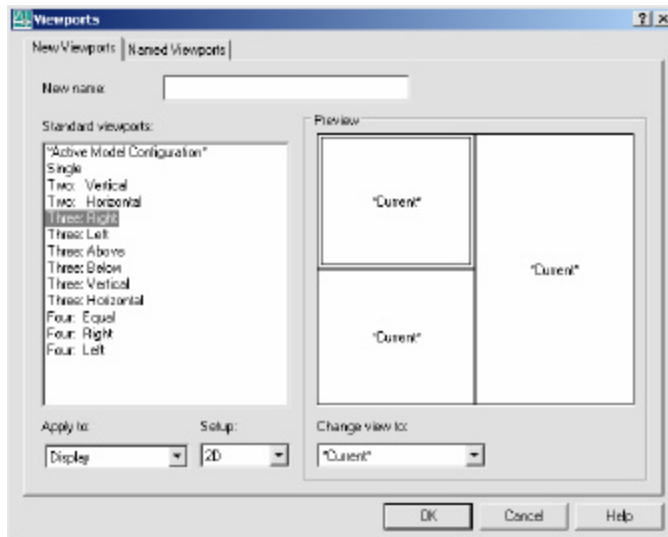 Viewports
New Viewports
Named Viewports
New name:
Standard viewports:
*Active Model Configuration*
Single
Two: Vertical
Two: Horizontal
Three: Right
Three: Left
Three: Above
Three: Below
Three: Vertical
Three: Horizontal
Four: Equal
Four: Right
Four: Left
Preview
*Current*
*Current*
*Current*
Apply to:
Setup:
Change view to:
Display
2D
*Current*
OK
Cancel
Help